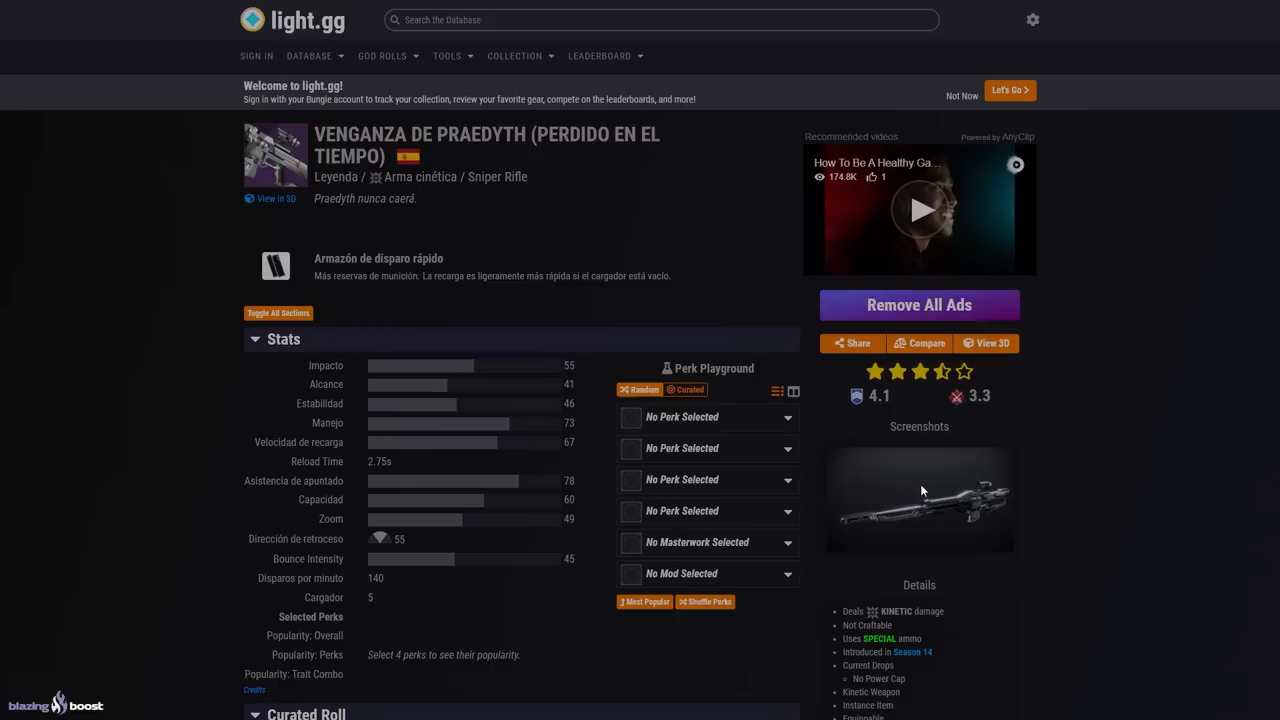 light.gg
Search the Database
SIGN IN DATABASE GOD ROLLS TOOLS COLLECTION LEADERBOARD
Welcome to light.gg!
Sign in with your Bungie account to track your collection, review your favorite gear, compete on the leaderboards, and more!
Not Now Let's Go
VENGANZA DE PRAEDYTH (PERDIDO EN EL
TIEMPO)
Leyenda / Arma cinética / Sniper Rifle
View in 3D
Praedyth nunca caerá.
Armazón de disparo rápido
Más reservas de munición. La recarga es ligeramente más rápida si el cargador está vacío.
Toggle All Sections
Stats
Impacto 55
Alcance 41
Estabilidad 46
Manejo 73
Velocidad de recarga 67
Reload Time 2.75s
Asistencia de apuntado 78
Capacidad 60
Zoom 49
Dirección de retroceso 55
Bounce Intensity 45
Disparos por minuto 140
Cargador 5
Selected Perks
Popularity: Overall
Popularity: Perks Select 4 perks to see their popularity.
Popularity: Trait Combo
Credits
Curated Roll
Perk Playground
Random Curated
No Perk Selected
No Perk Selected
No Perk Selected
No Perk Selected
No Masterwork Selected
No Mod Selected
Most Popular Shuffle Perks
Recommended videos Powered by AnyClip
How To Be A Healthy Ga...
174.8K 1
Remove All Ads
Share Compare View 3D
4.1 3.3
Screenshots
Details
Deals KINETIC damage
Not Craftable
Uses SPECIAL ammo
Introduced in Season 14
Current Drops
No Power Cap
Kinetic Weapon
Instance Item
Equippable
blazing boost